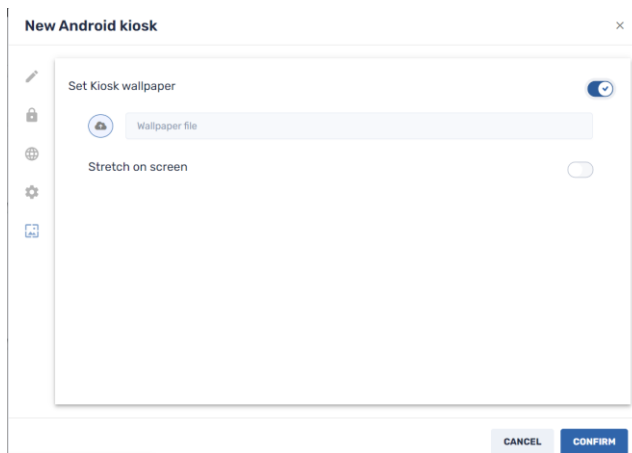 New Android kiosk
Set Kiosk wallpaper
Wallpaper file
Stretch on screen
CANCEL
CONFIRM